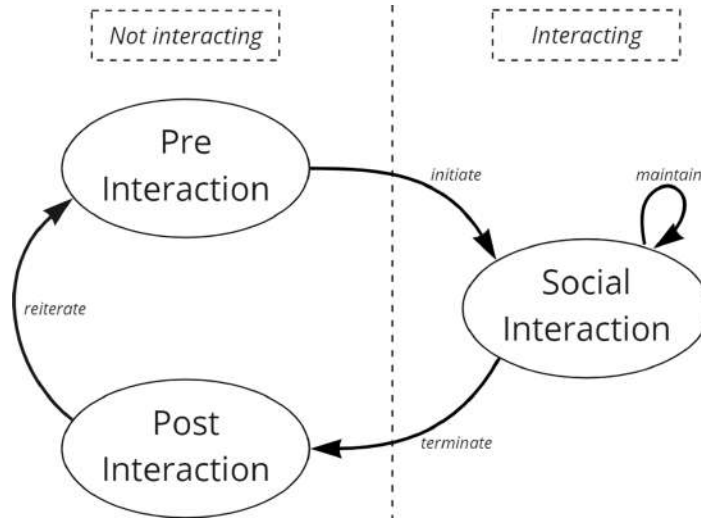 Not interacting
Interacting
Pre
Interaction
initiate
maintain
Social
Interaction
reiterate
Post
Interaction
terminate